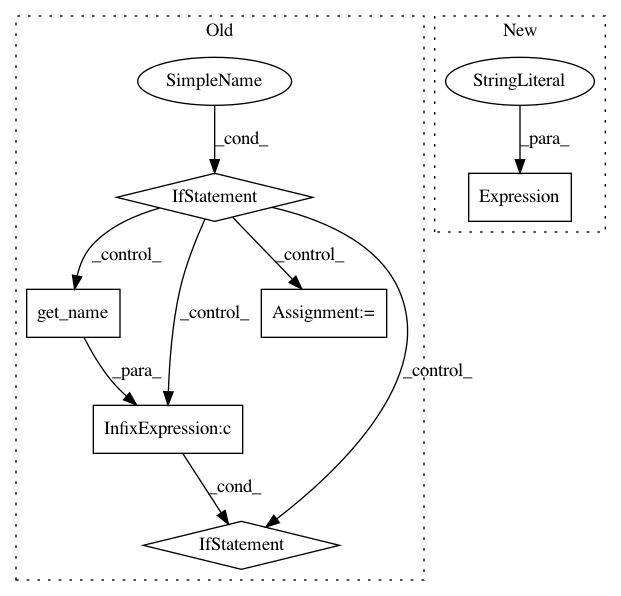 Old
New
SimpleName
StringLiteral
_cond_
_para_
IfStatement
Expression
_control_
_control_
_control_
get_name
Assignment:=
_control_
_para_
InfixExpression:c
_cond_
IfStatement